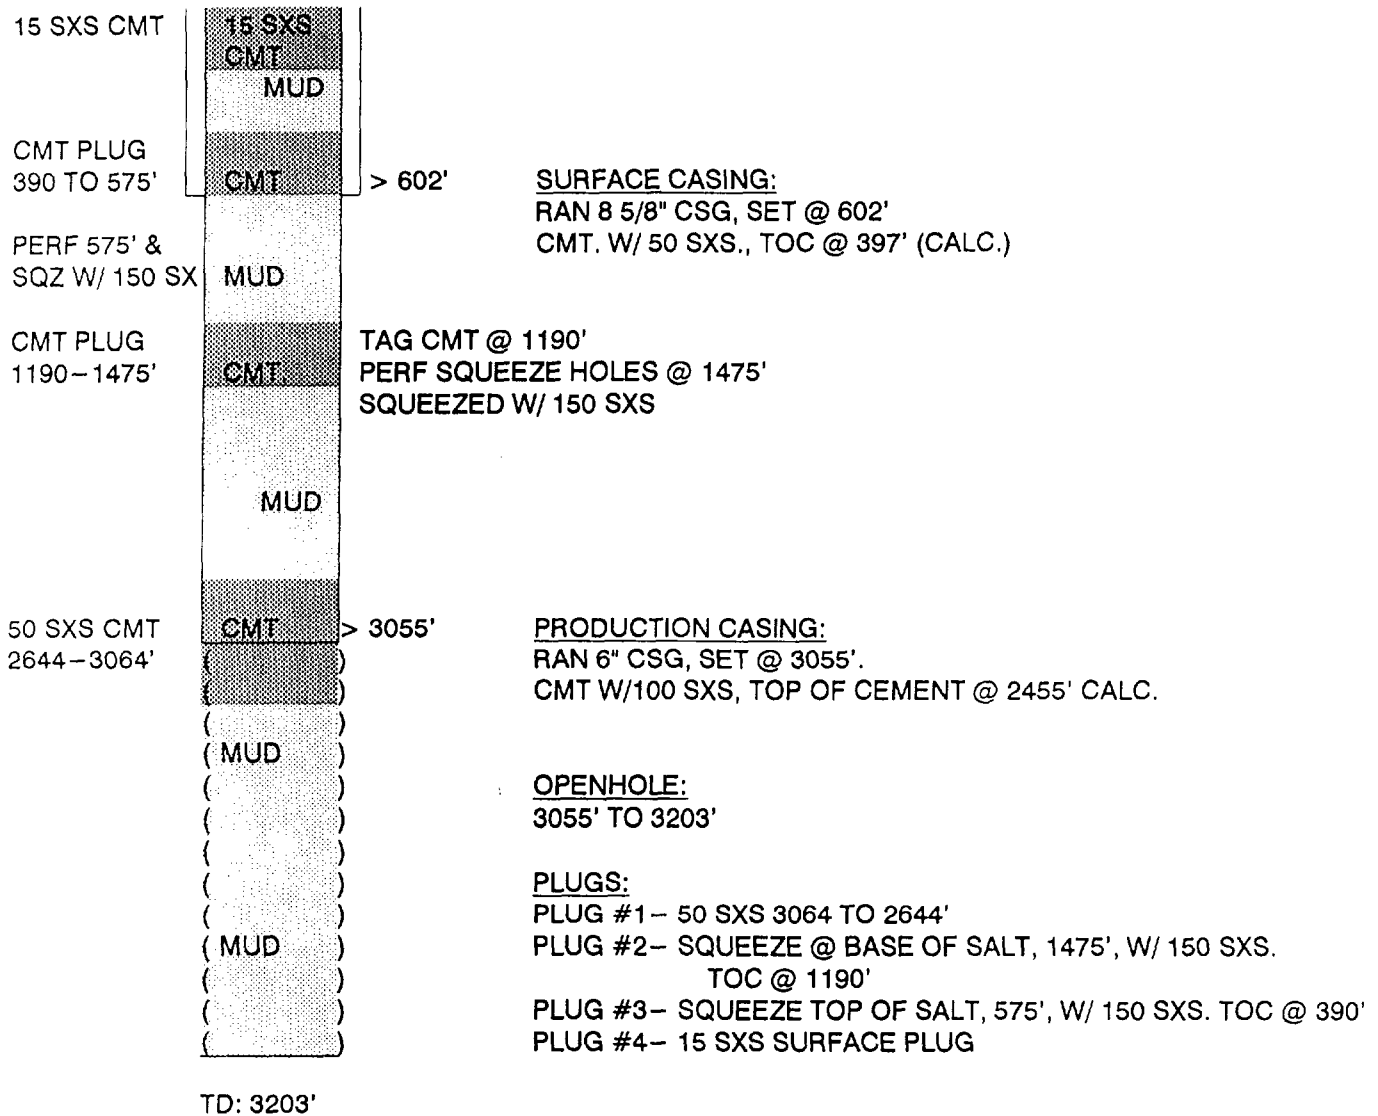 15 SXS CMT
15 SXS
CMT
MUD
CMT PLUG
390 TO 575'
CMT
> 602'
SURFACE CASING:
RAN 8 5/8" CSG, SET @ 602'
CMT. W/ 50 SXS., TOC @ 397' (CALC.)
PERF 575' &
SQZ W/ 150 SX
MUD
CMT PLUG
1190–1475'
CMT.
TAG CMT @ 1190'
PERF SQUEEZE HOLES @ 1475'
SQUEEZED W/ 150 SXS
MUD
50 SXS CMT
2644–3064'
CMT
> 3055'
PRODUCTION CASING:
RAN 6" CSG, SET @ 3055'.
CMT W/100 SXS, TOP OF CEMENT @ 2455' CALC.
MUD
OPENHOLE:
3055' TO 3203'
MUD
PLUGS:
PLUG #1– 50 SXS 3064 TO 2644'
PLUG #2– SQUEEZE @ BASE OF SALT, 1475', W/ 150 SXS.
TOC @ 1190'
PLUG #3– SQUEEZE TOP OF SALT, 575', W/ 150 SXS. TOC @ 390'
PLUG #4– 15 SXS SURFACE PLUG
TD: 3203'